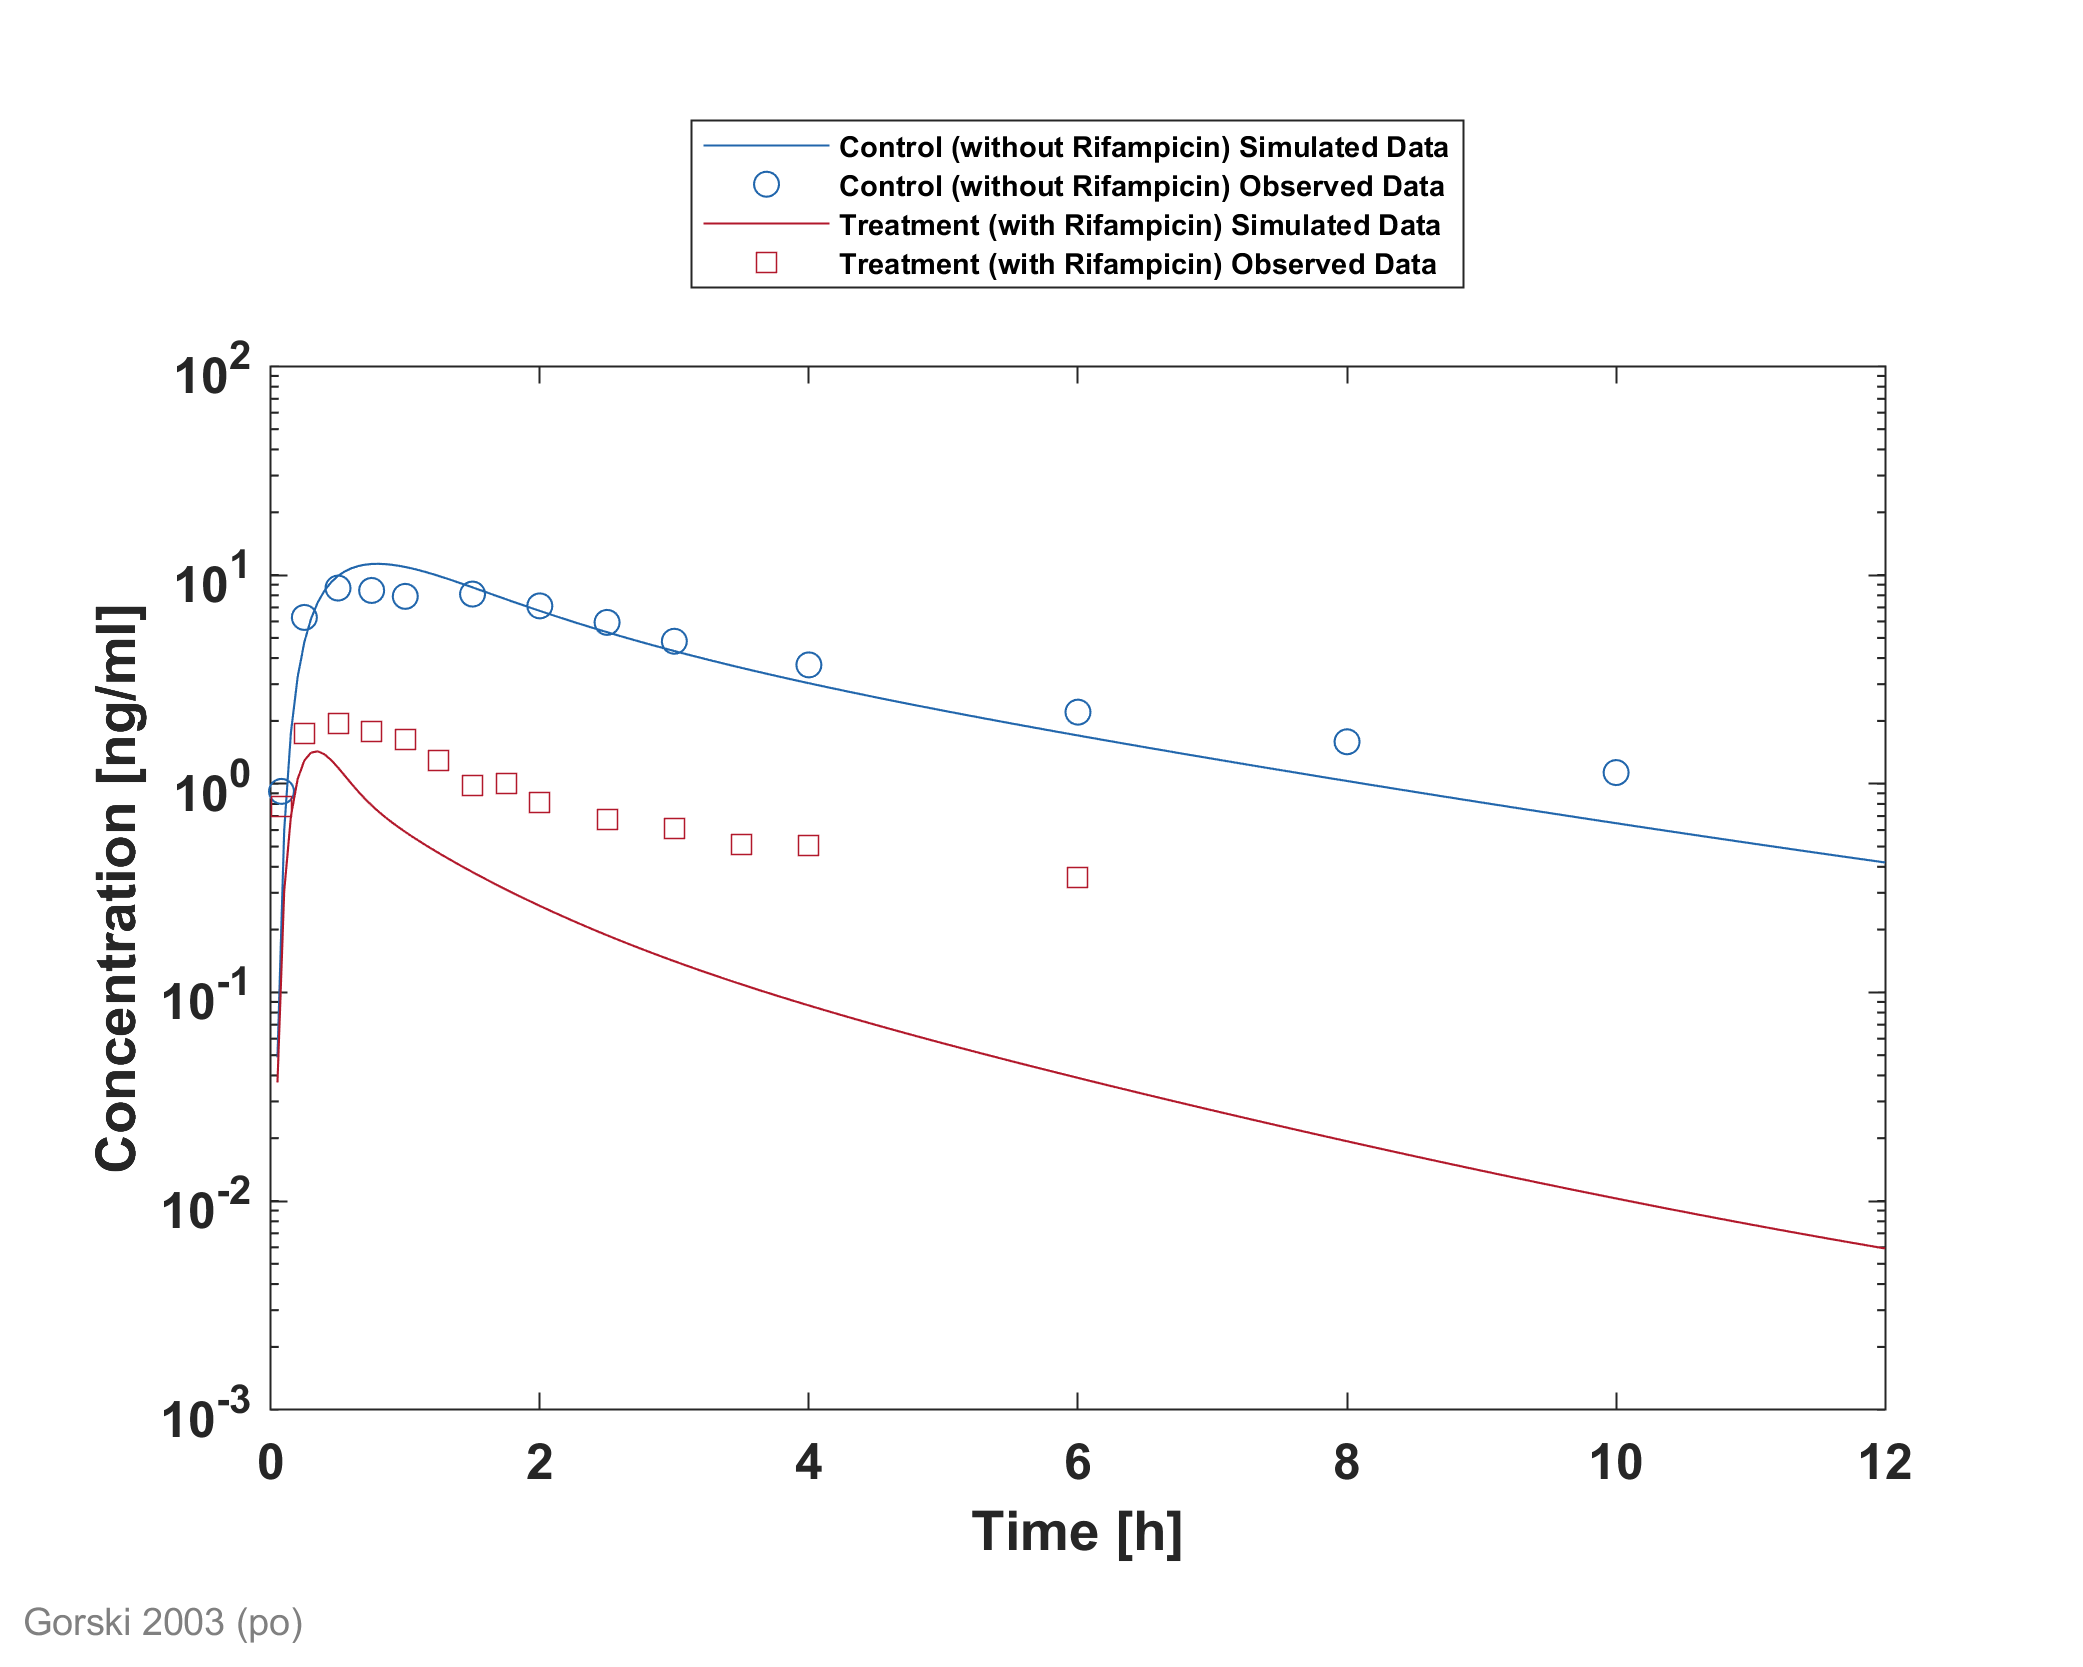 Control (without Rifampicin) Simulated Data
Control (without Rifampicin) Observed Data
Treatment (with Rifampicin) Simulated Data
Treatment (with Rifampicin) Observed Data
10^2
10^1
10^0
10^-1
10^-2
10^-3
Concentration [ng/ml]
0 2 4 6 8 10 12
Time [h]
Gorski 2003 (po)